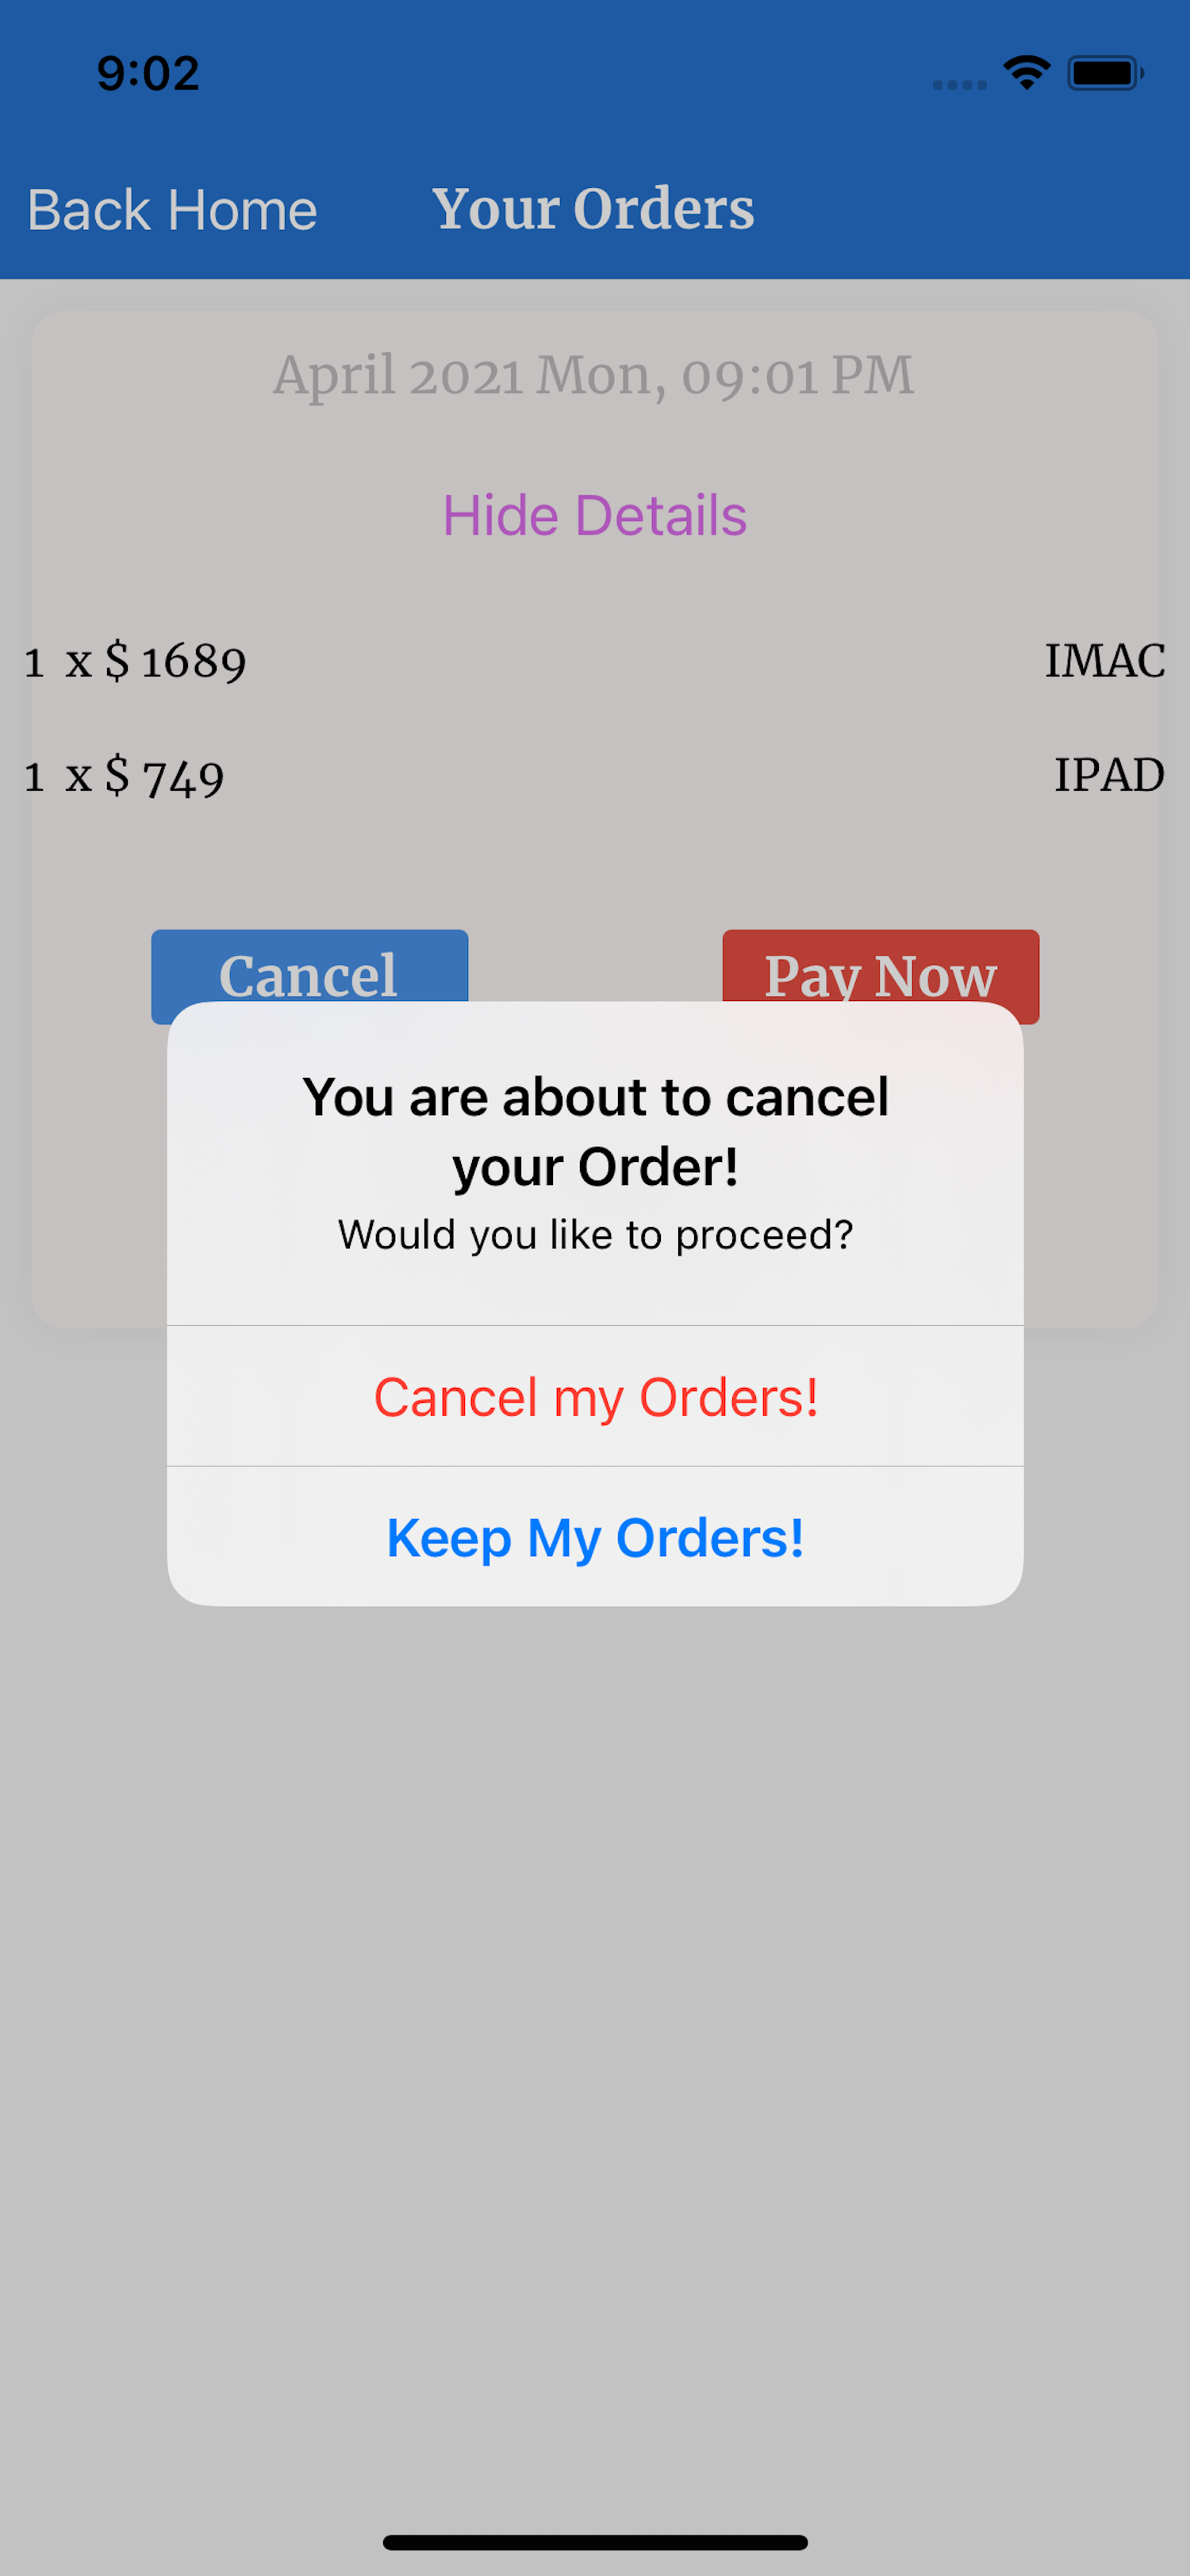 9:02
Back Home Your Orders
April 2021 Mon, 09:01 PM
Hide Details
1 x $ 1689 IMAC
1 x $ 749 IPAD
Cancel Pay Now
You are about to cancel
your Order!
Would you like to proceed?
Cancel my Orders!
Keep My Orders!